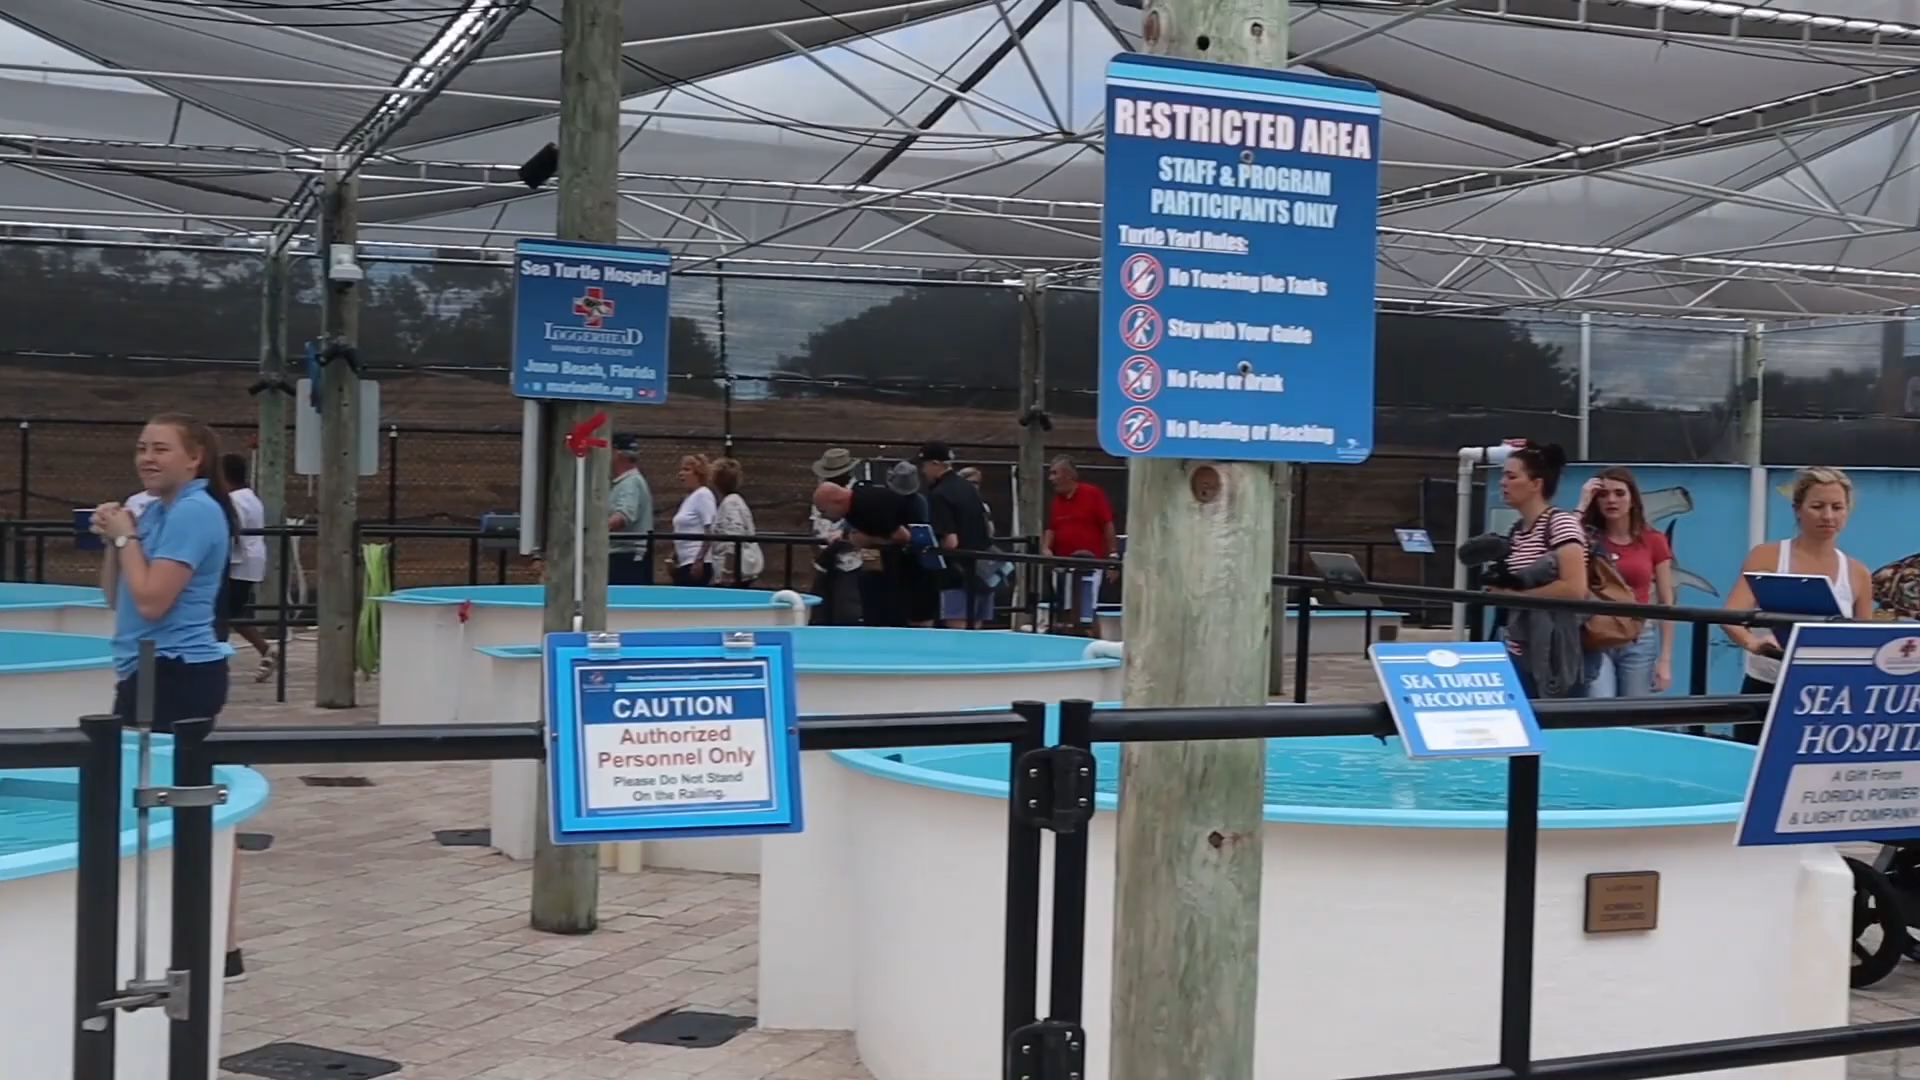 RESTRICTED AREA
STAFF & PROGRAM
PARTICIPANTS ONLY
Turtle Yard Rules:
No Touching the Tanks
Stay with Your Guide
No Food or Drink
No Bending or Reaching
Sea Turtle Hospital
LOGGERHEAD
MARINELIFE CENTER
Juno Beach, Florida
marinelife.org
CAUTION
Authorized
Personnel Only
Please Do Not Stand
On the Railing.
SEA TURTLE
RECOVERY
SEA TUR
HOSPITA
A Gift From
FLORIDA POWER
& LIGHT COMPANY